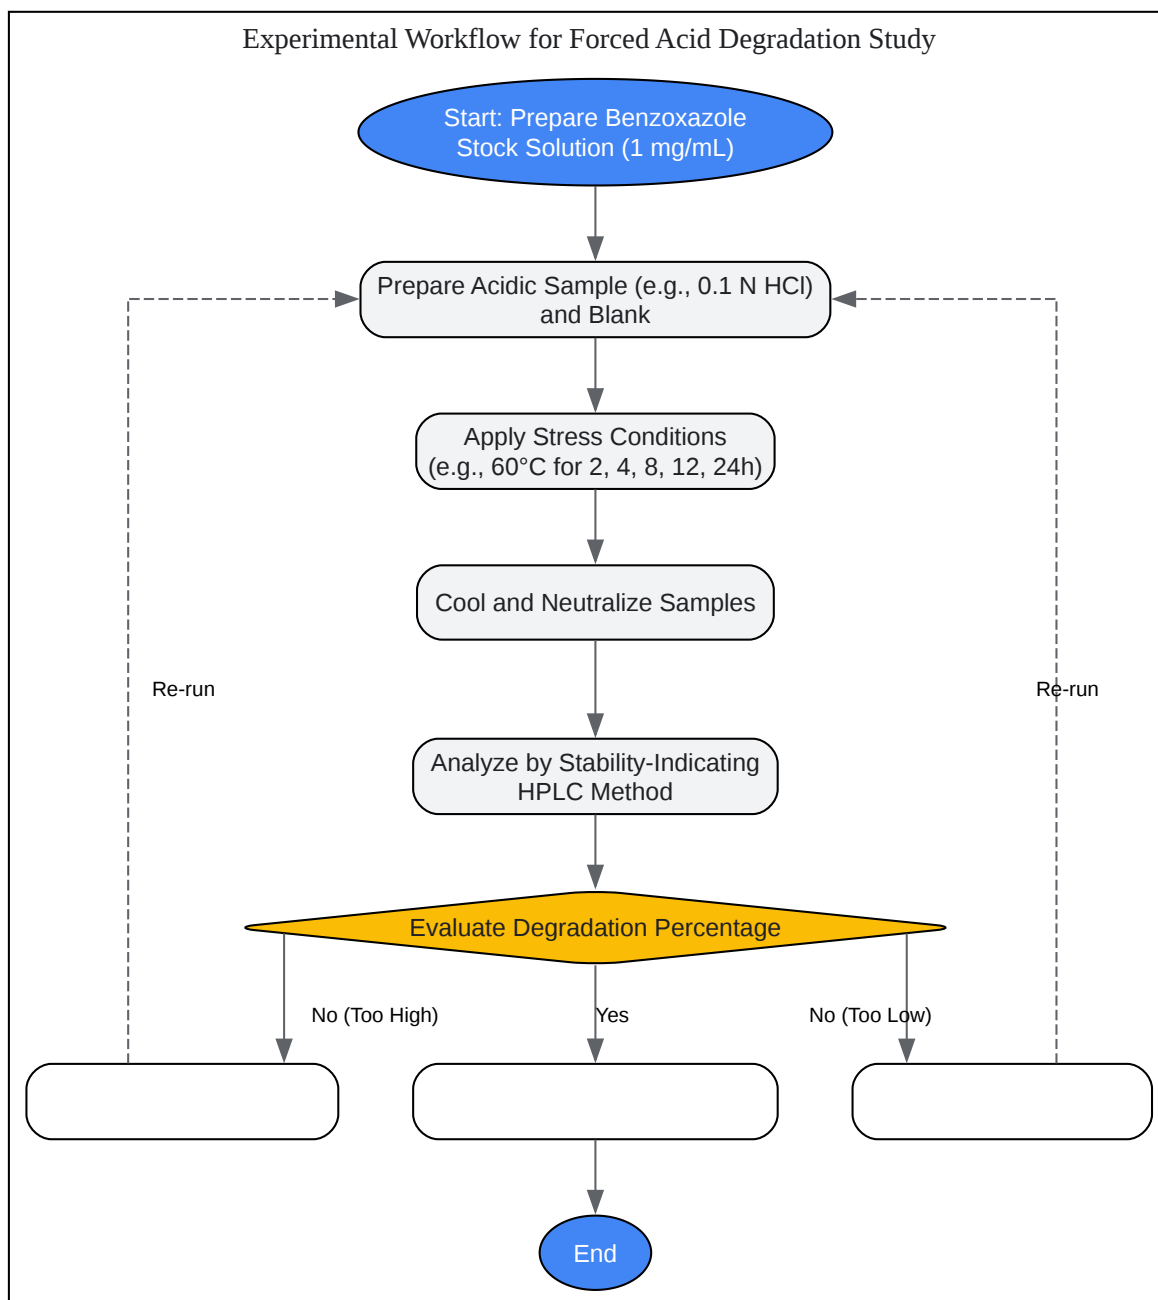 Experimental Workflow for Forced Acid Degradation Study
Start: Prepare Benzoxazole
Stock Solution (1 mg/mL)
Prepare Acidic Sample (e.g., 0.1 N HCl)
and Blank
Apply Stress Conditions
(e.g., 60°C for 2, 4, 8, 12, 24h)
Cool and Neutralize Samples
Re-run
Re-run
Analyze by Stability-Indicating
HPLC Method
Evaluate Degradation Percentage
No (Too High)
Yes
No (Too Low)
End